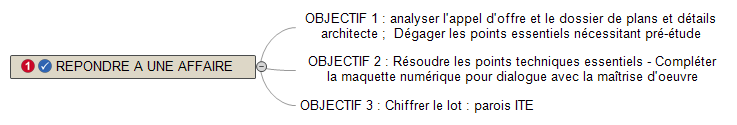 OBJECTIF 1 : analyser l'appel d'offre et le dossier de plans et détails
architecte ; Dégager les points essentiels nécessitant pré-étude
1 REPONDRE A UNE AFFAIRE
OBJECTIF 2 : Résoudre les points techniques essentiels - Compléter
la maquette numérique pour dialogue avec la maîtrise d'oeuvre
OBJECTIF 3 : Chiffrer le lot : parois ITE